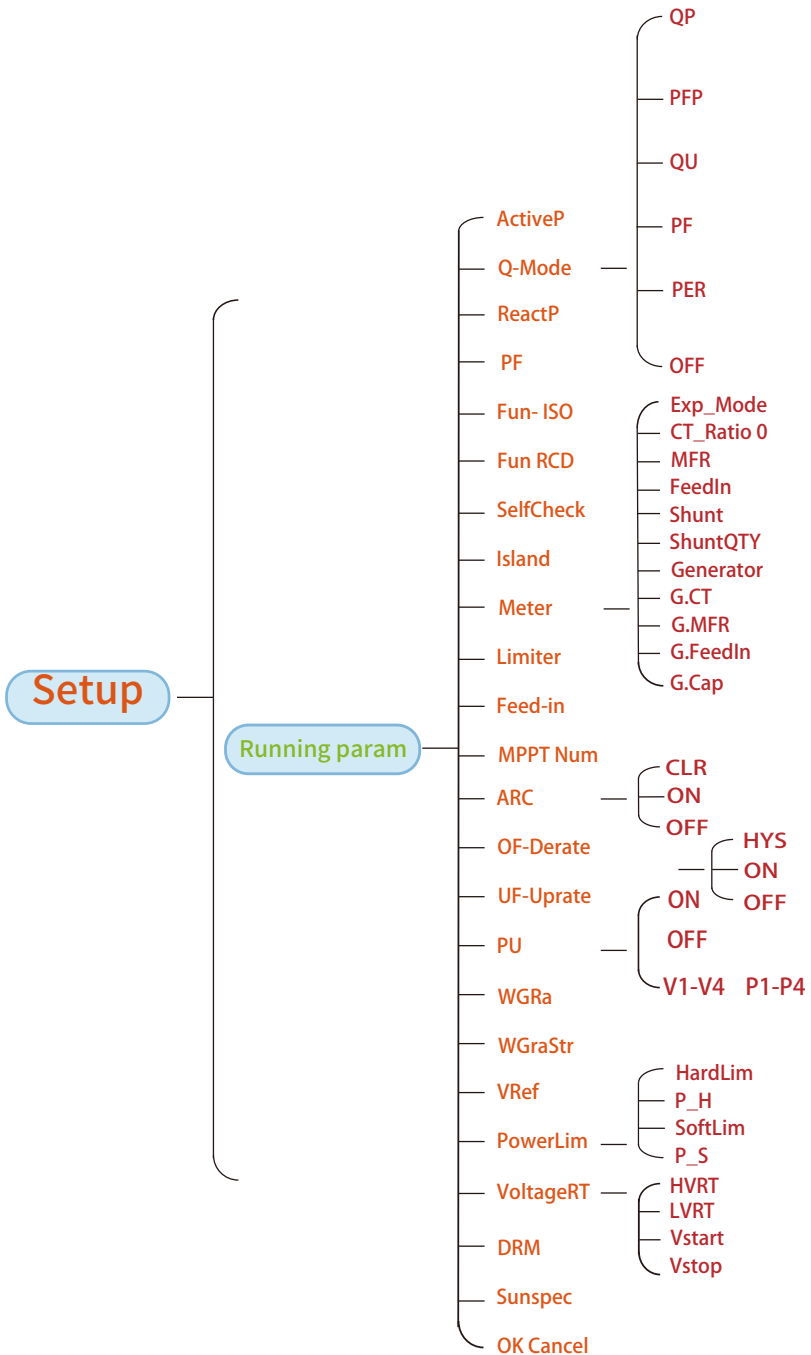 Setup
Running param
ActiveP
Q-Mode
QP
PFP
QU
PF
PER
OFF
ReactP
PF
Fun- ISO
Fun RCD
SelfCheck
Island
Meter
Exp_Mode
CT_Ratio 0
MFR
FeedIn
Shunt
ShuntQTY
Generator
G.CT
G.MFR
G.FeedIn
G.Cap
Limiter
Feed-in
MPPT Num
ARC
CLR
ON
OFF
OF-Derate
UF-Uprate
PU
ON
HYS
ON
OFF
OFF
V1-V4 P1-P4
WGRa
WGraStr
VRef
PowerLim
HardLim
P_H
SoftLim
P_S
VoltageRT
HVRT
LVRT
Vstart
Vstop
DRM
Sunspec
OK Cancel